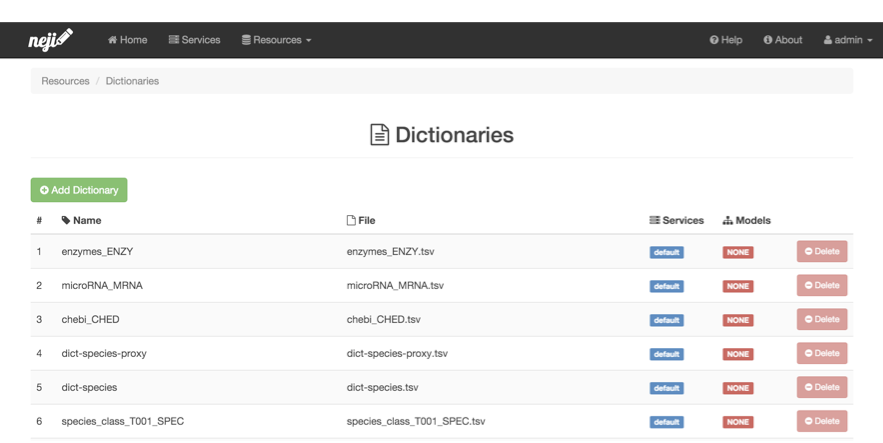 neji Home Services Resources Help About admin
Resources / Dictionaries
Dictionaries
Add Dictionary
# Name File Services Models
1 enzymes_ENZY enzymes_ENZY.tsv default NONE Delete
2 microRNA_MRNA microRNA_MRNA.tsv default NONE Delete
3 chebi_CHED chebi_CHED.tsv default NONE Delete
4 dict-species-proxy dict-species-proxy.tsv default NONE Delete
5 dict-species dict-species.tsv default NONE Delete
6 species_class_T001_SPEC species_class_T001_SPEC.tsv default NONE Delete